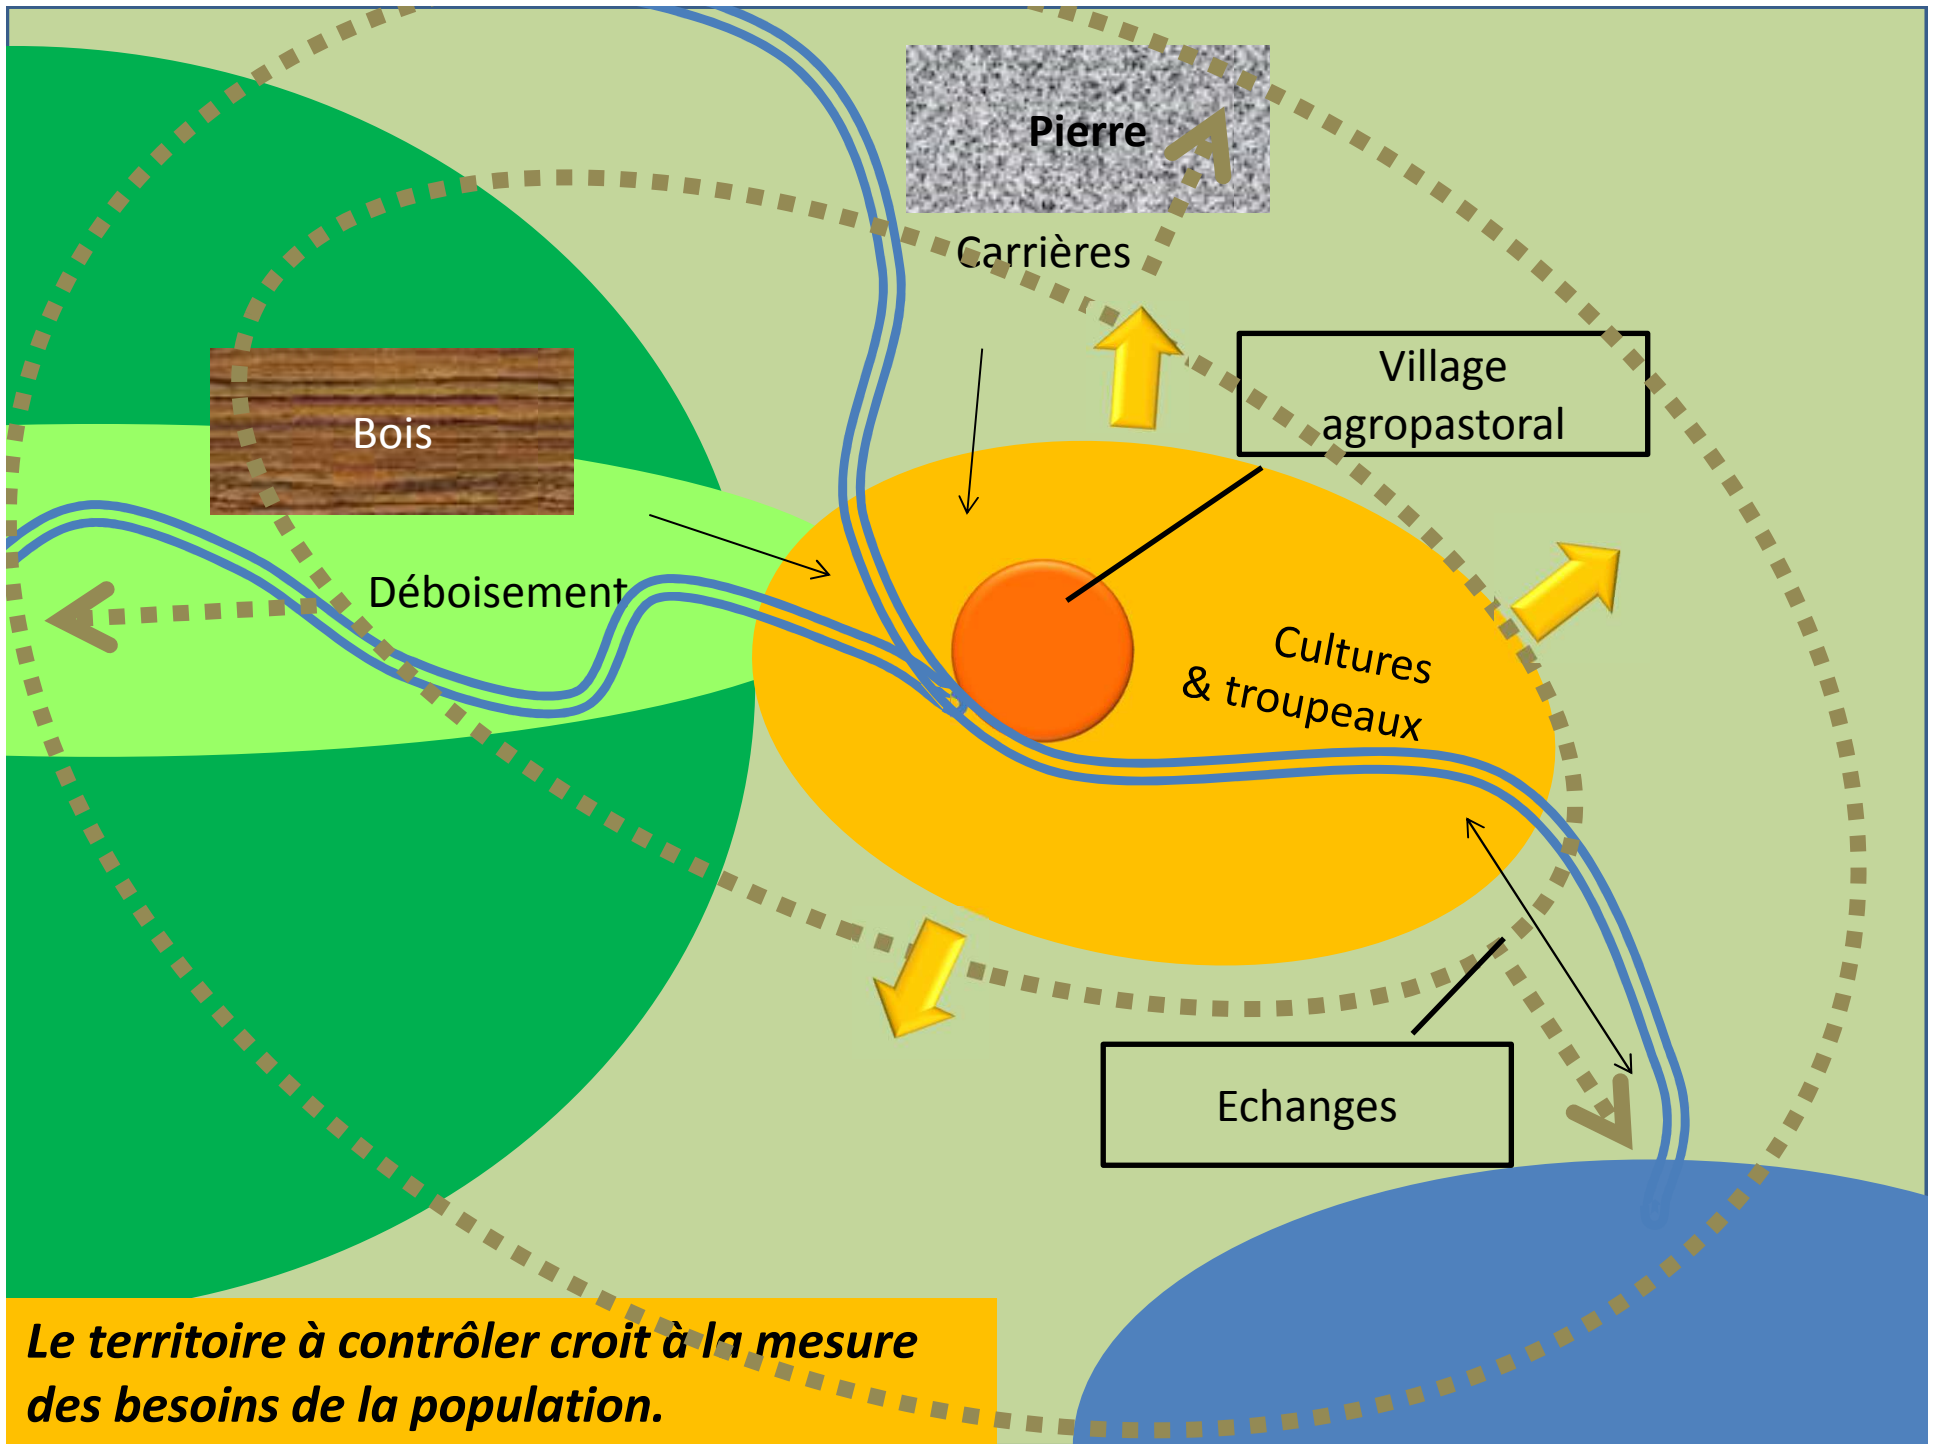 Pierre
Carrières
Village
agropastoral
Bois
Déboisement
Cultures
& troupeaux
Echanges
Le territoire à contrôler croit à la mesure
des besoins de la population.